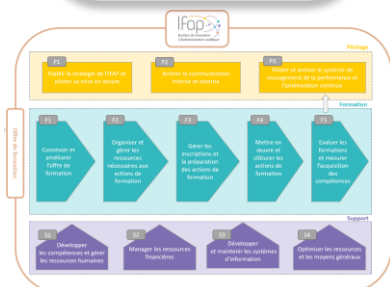 Ifap
Institut de formation
d'Administration publique
Pilotage
P1
Établir la stratégie de l'IFAP et
piloter sa mise en œuvre
P2
Animer la communication
interne et externe
P3
Piloter et animer le système de
management de la performance et
l'amélioration continue
Formation
Offre de formation
F1
Concevoir et
améliorer
l'offre de
formation
F2
Organiser et
gérer les
ressources
nécessaires aux
actions de
formation
F3
Gérer les
inscriptions et
la préparation
des actions de
formation
F4
Mettre en
œuvre et
clôturer les
actions de
formation
F5
Évaluer les
formations
et mesurer
l'acquisition
des
compétences
Support
S1
Développer
les compétences et gérer
les ressources humaines
S2
Manager les ressources
financières
S3
Développer
et maintenir les systèmes
d'information
S4
Optimiser les ressources
et les moyens généraux